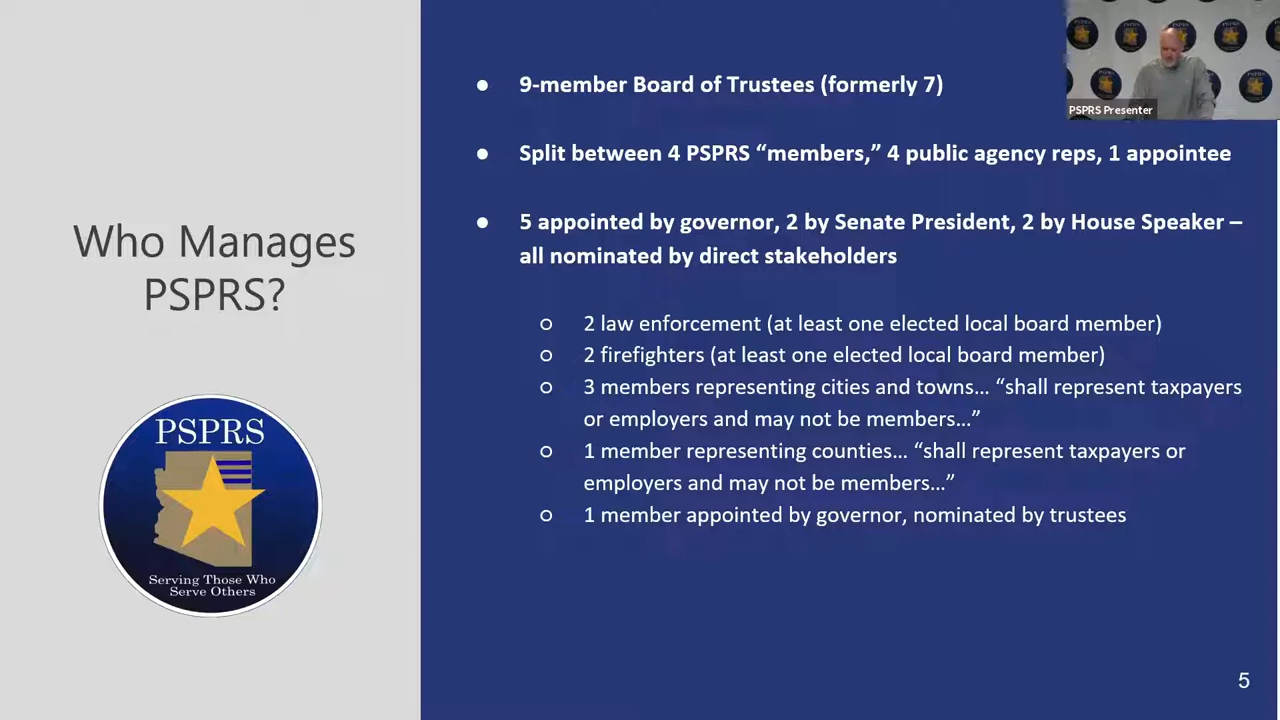 Who Manages
PSPRS?
PSPRS
Serving Those Who
Serve Others
● 9-member Board of Trustees (formerly 7)
● Split between 4 PSPRS “members,” 4 public agency reps, 1 appointee
● 5 appointed by governor, 2 by Senate President, 2 by House Speaker –
all nominated by direct stakeholders
○ 2 law enforcement (at least one elected local board member)
○ 2 firefighters (at least one elected local board member)
○ 3 members representing cities and towns… “shall represent taxpayers
or employers and may not be members…”
○ 1 member representing counties… “shall represent taxpayers or
employers and may not be members…”
○ 1 member appointed by governor, nominated by trustees
PSPRS Presenter
5